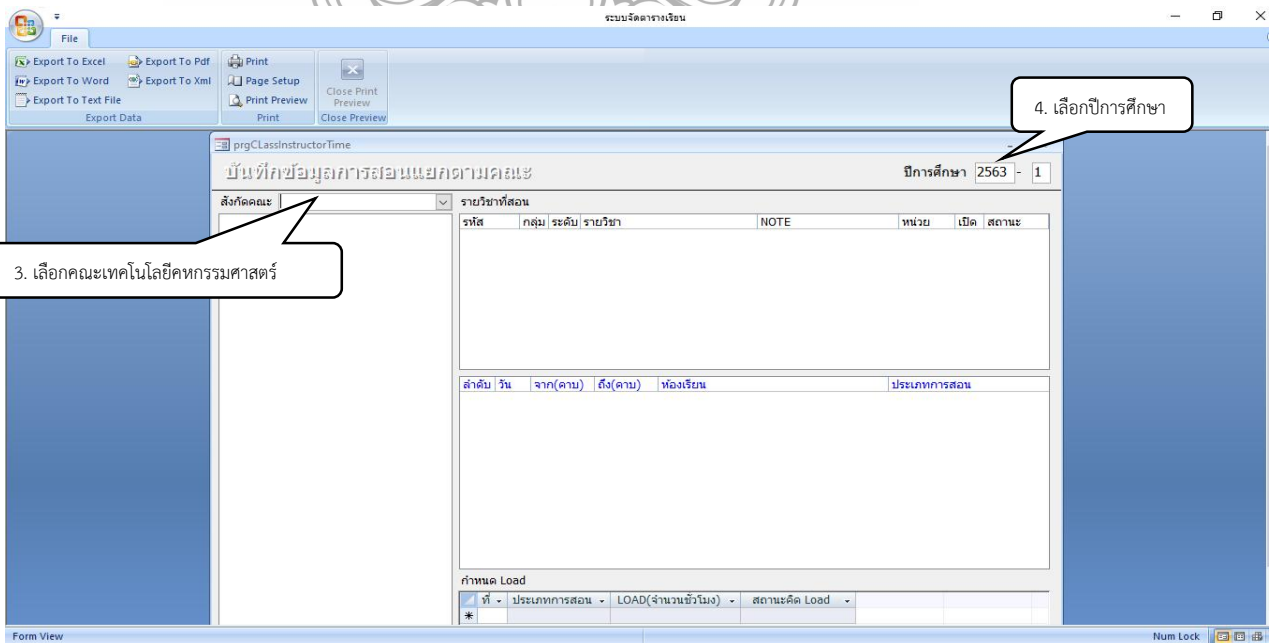 ระบบจัดตารางเรียน
File
Export To Excel
Export To Pdf
Print
Export To Word
Export To Xml
Page Setup
Export To Text File
Print Preview
Close Print
Preview
Export Data
Print
Close Preview
4. เลือกปีการศึกษา
prgCLassInstructorTime
บันทึกข้อมูลการสอนแยกตามคณะ
ปีการศึกษา 2563 - 1
สังกัดคณะ
รายวิชาที่สอน
รหัส กลุ่ม ระดับ รายวิชา NOTE หน่วย เปิด สถานะ
3. เลือกคณะเทคโนโลยีคหกรรมศาสตร์
ลำดับ วัน จาก(คาบ) ถึง(คาบ) ห้องเรียน ประเภทการสอน
กำหนด Load
ที่ ประเภทการสอน LOAD(จำนวนชั่วโมง) สถานะคิด Load
Form View
Num Lock